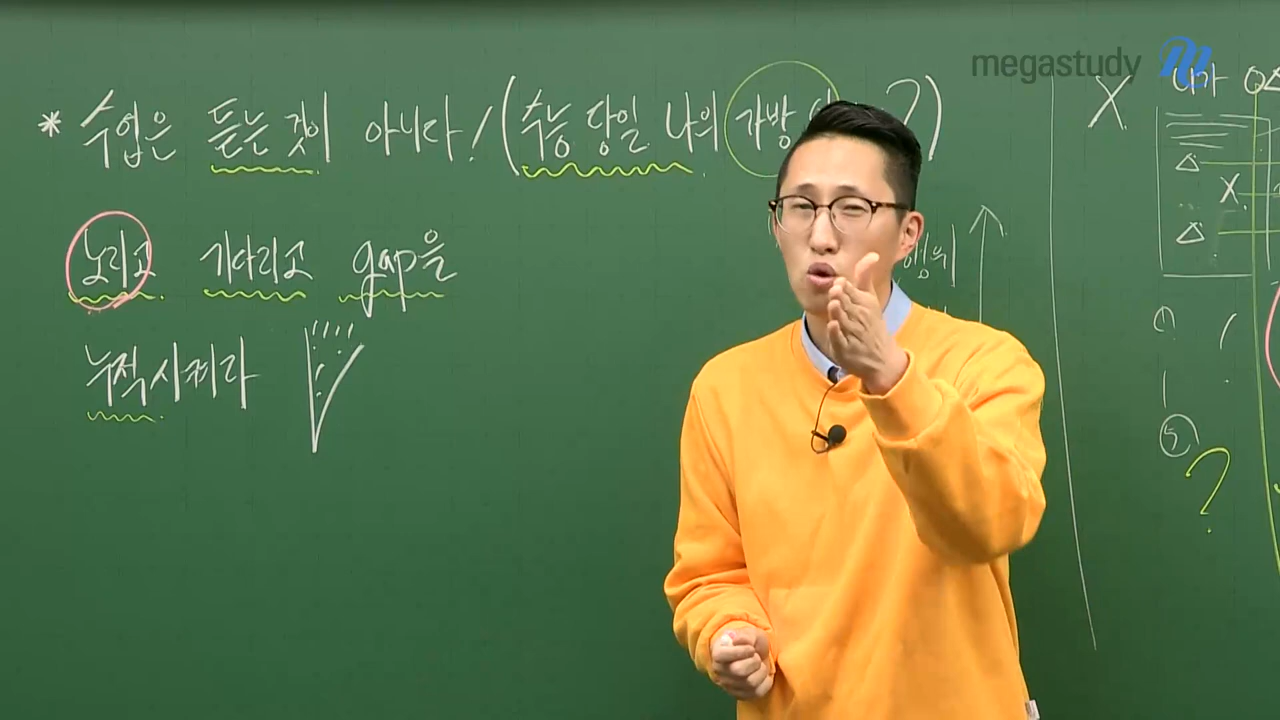 megastudy
* 수업은 듣는 것이 아니다! (수능 당일 나의 가방 ?)
X
노리고 기다리고 gap을
X
누적시켜라
?